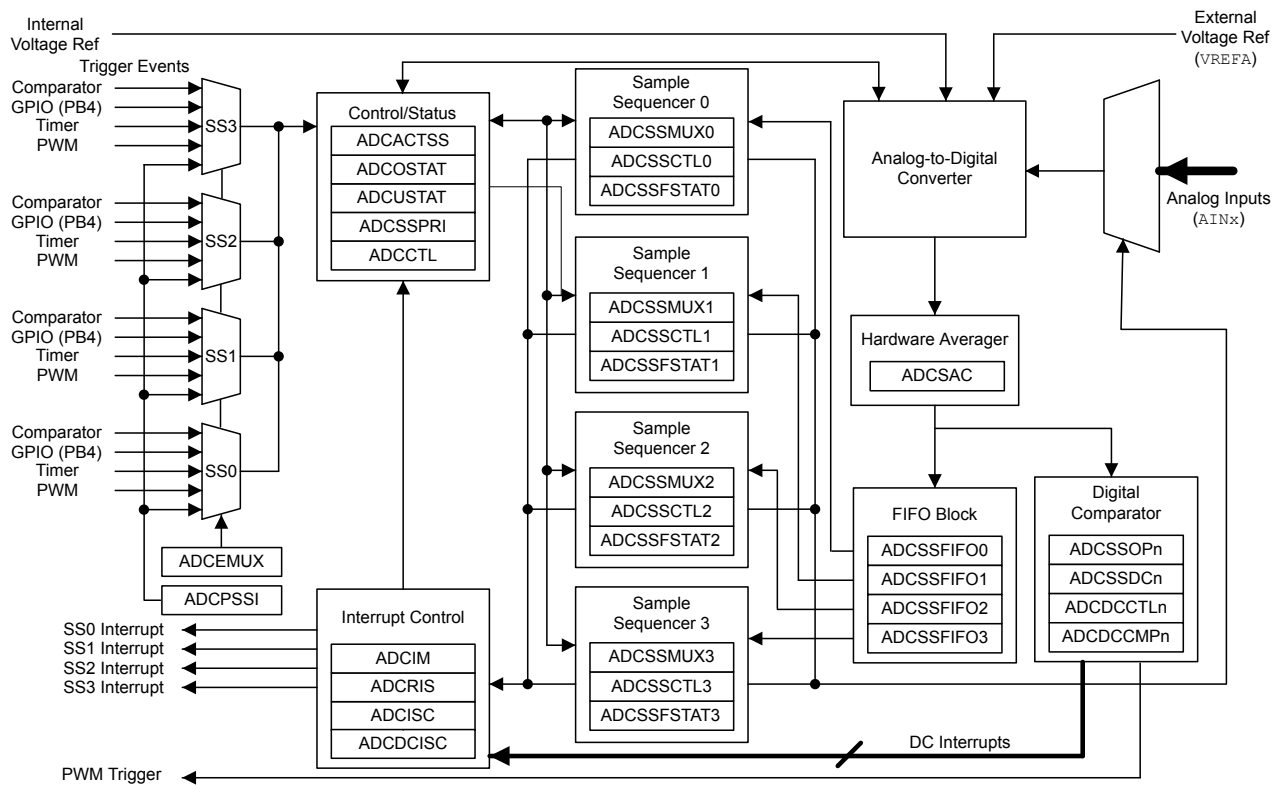 Internal
Voltage Ref
External
Voltage Ref
(VREFA)
Trigger Events
Comparator
GPIO (PB4)
Timer
PWM
SS3
Comparator
GPIO (PB4)
Timer
PWM
SS2
Comparator
GPIO (PB4)
Timer
PWM
SS1
Comparator
GPIO (PB4)
Timer
PWM
SS0
ADCEMUX
ADCPSSI
Control/Status
ADCACTSS
ADCOSTAT
ADCUSTAT
ADCSSPRI
ADCCTL
Interrupt Control
ADCIM
ADCRIS
ADCISC
ADCDCISC
SS0 Interrupt
SS1 Interrupt
SS2 Interrupt
SS3 Interrupt
PWM Trigger
Sample
Sequencer 0
ADCSSMUX0
ADCSSCTL0
ADCSSFSTAT0
Sample
Sequencer 1
ADCSSMUX1
ADCSSCTL1
ADCSSFSTAT1
Sample
Sequencer 2
ADCSSMUX2
ADCSSCTL2
ADCSSFSTAT2
Sample
Sequencer 3
ADCSSMUX3
ADCSSCTL3
ADCSSFSTAT3
Analog-to-Digital
Converter
Analog Inputs
(AINx)
Hardware Averager
ADCSAC
FIFO Block
ADCSSFIFO0
ADCSSFIFO1
ADCSSFIFO2
ADCSSFIFO3
Digital
Comparator
ADCSSOPn
ADCSSDCn
ADCDCCTLn
ADCDCCMPn
DC Interrupts